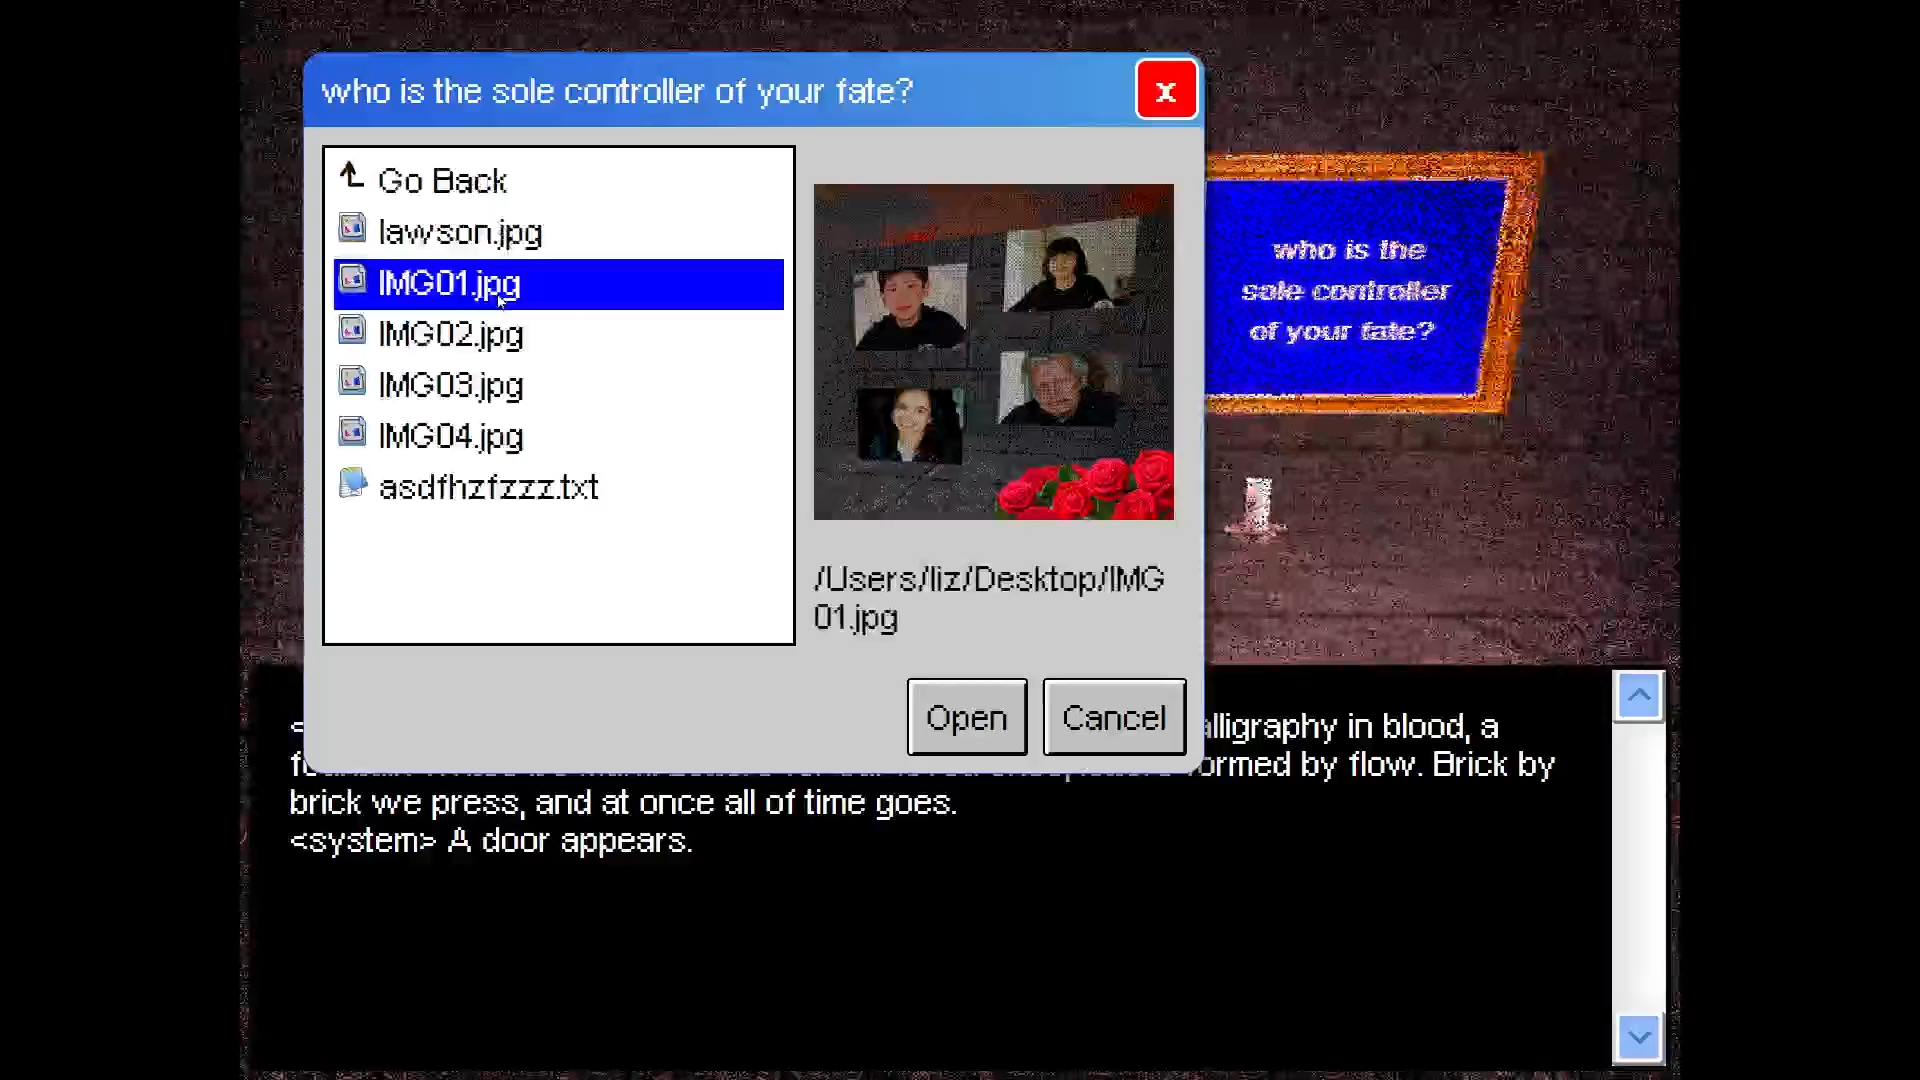 who is the sole controller of your fate?
x
Go Back
lawson.jpg
IMG01.jpg
IMG02.jpg
IMG03.jpg
IMG04.jpg
asdfhzfzzz.txt
/Users/liz/Desktop/IMG
01.jpg
Open
Cancel
who is the
sole controller
of your fate?
alligraphy in blood, a
ormed by flow. Brick by
brick we press, and at once all of time goes.
<system> A door appears.